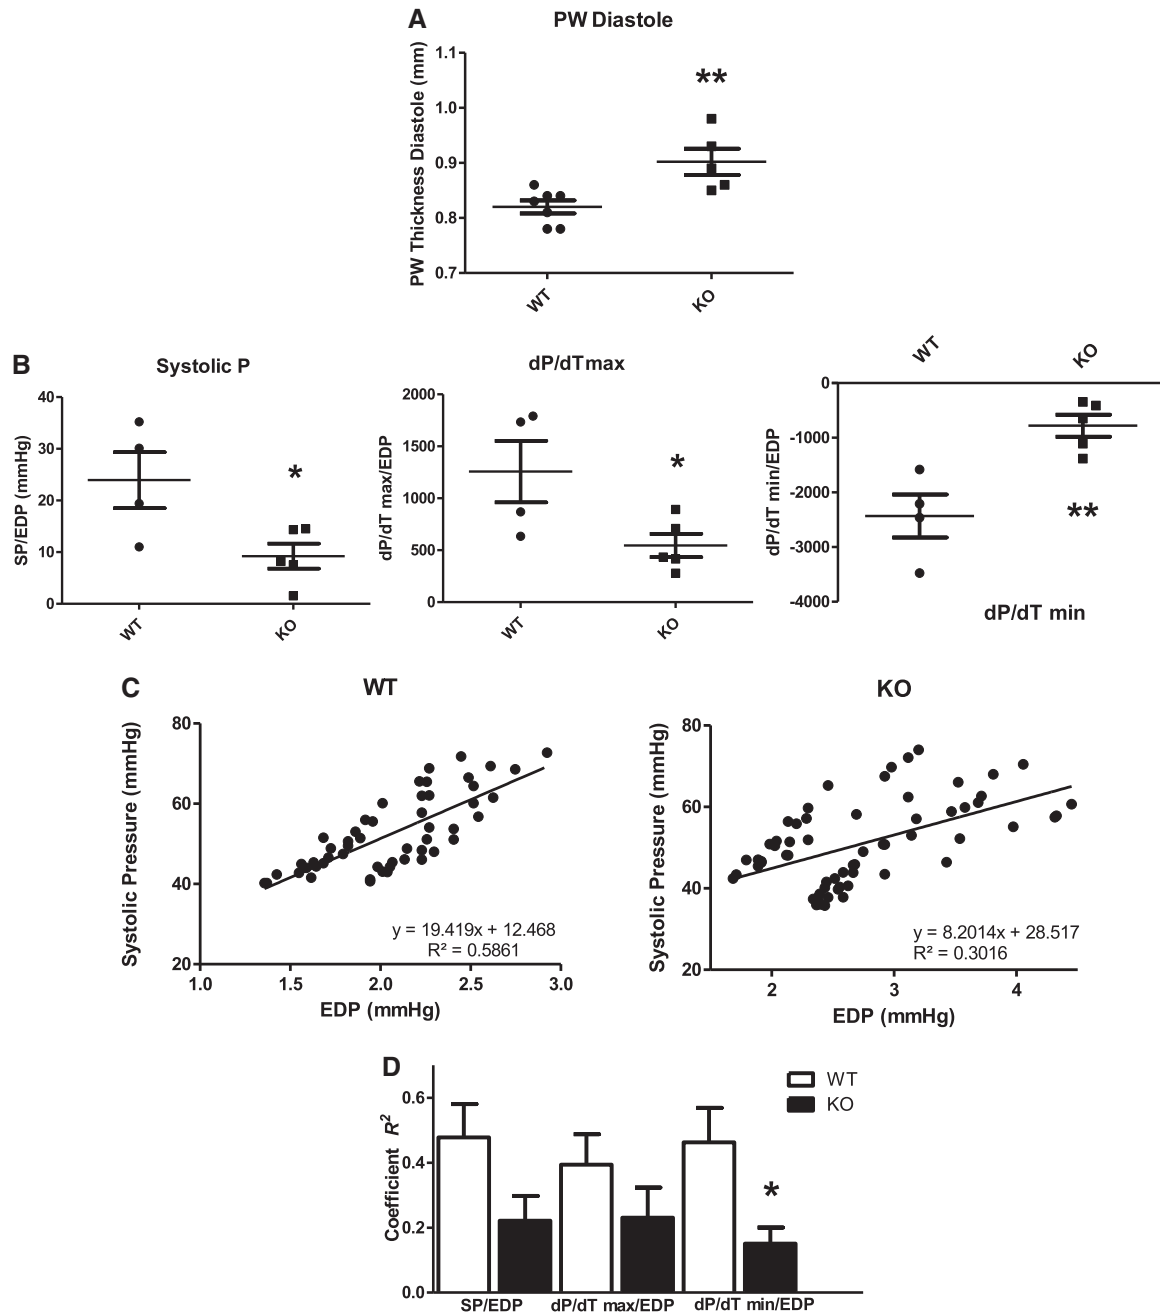 A
PW Diastole
PW Thickness Diastole (mm)
1.1
1.0
0.9
0.8
0.7
**
WT
KO
B
Systolic P
SP/EDP (mmHg)
40
30
20
10
0
*
WT
KO
dP/dTmax
dP/dT max/EDP
2000
1500
1000
500
0
*
WT
KO
WT
KO
dP/dT min/EDP
0
-1000
-2000
-3000
-4000
**
dP/dT min
C
WT
Systolic Pressure (mmHg)
80
60
40
20
y = 19.419x + 12.468
R² = 0.5861
1.0 1.5 2.0 2.5 3.0
EDP (mmHg)
KO
Systolic Pressure (mmHg)
80
60
40
20
y = 8.2014x + 28.517
R² = 0.3016
2 3 4
EDP (mmHg)
D
Coefficient R²
0.6
0.4
0.2
0.0
WT
KO
*
SP/EDP dP/dT max/EDP dP/dT min/EDP